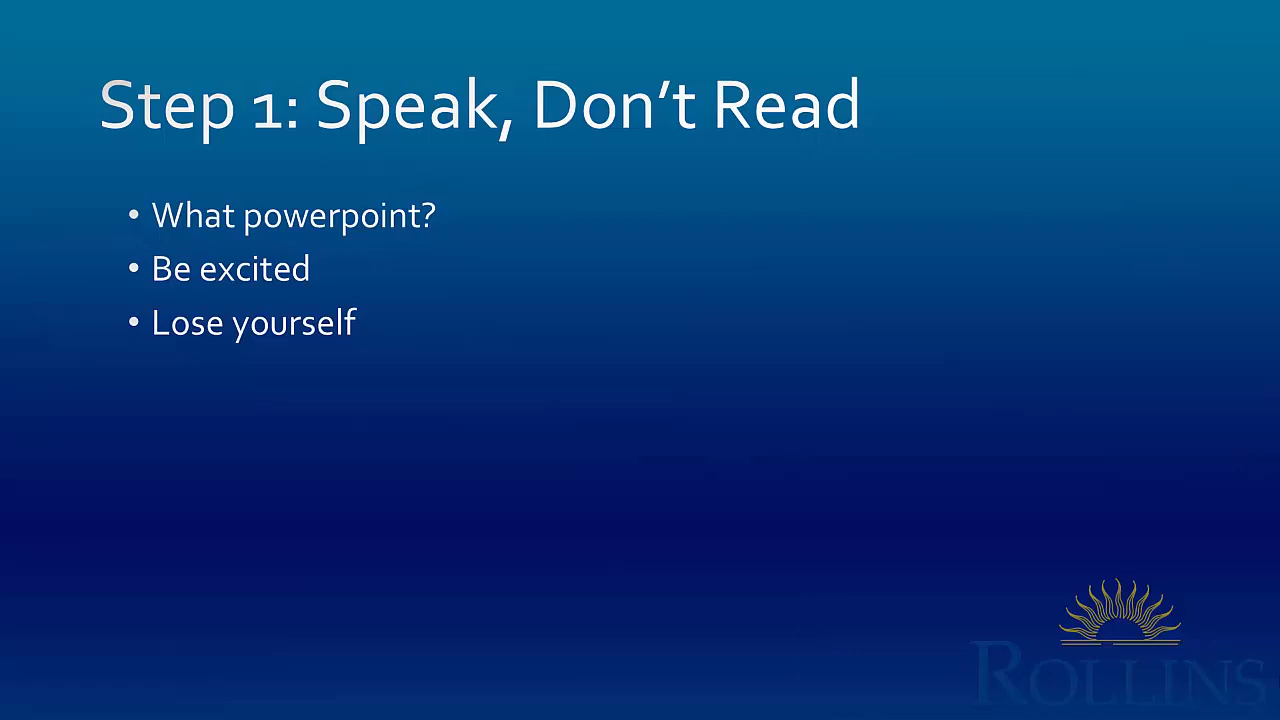 Step 1: Speak, Don’t Read
• What powerpoint?
• Be excited
• Lose yourself
ROLLINS